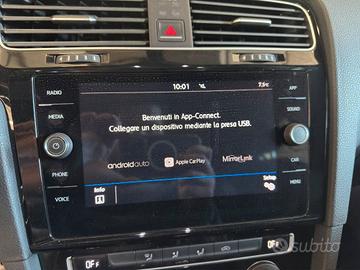 10:01
7.5°C
RADIO
MEDIA
PHONE
VOICE
Benvenuti in App-Connect.
Collegare un dispositivo mediante la presa USB.
androidauto
Apple CarPlay
MirrorLink
Info
Setup
APP
SOUND
CAR
MENU
OFF
OFF
subito